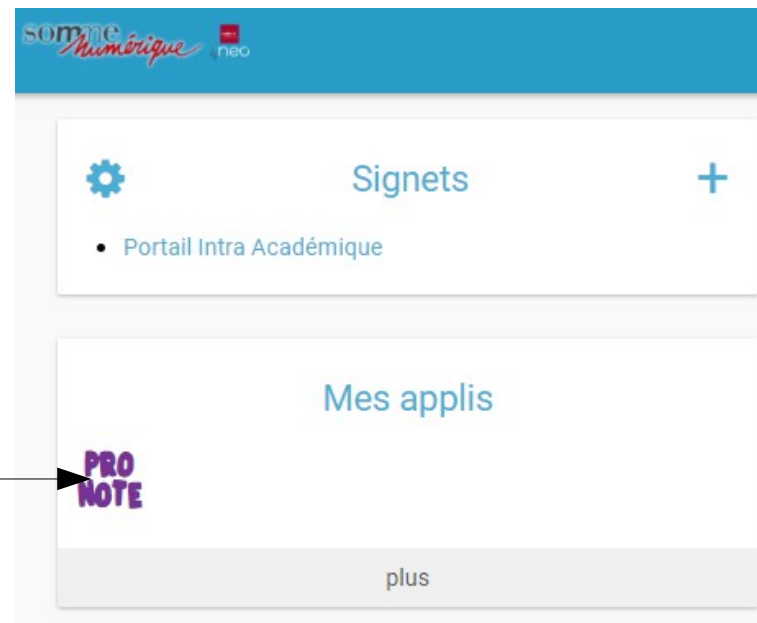 somme
numérique neo
Signets
Portail Intra Académique
Mes applis
PRO
NOTE
plus